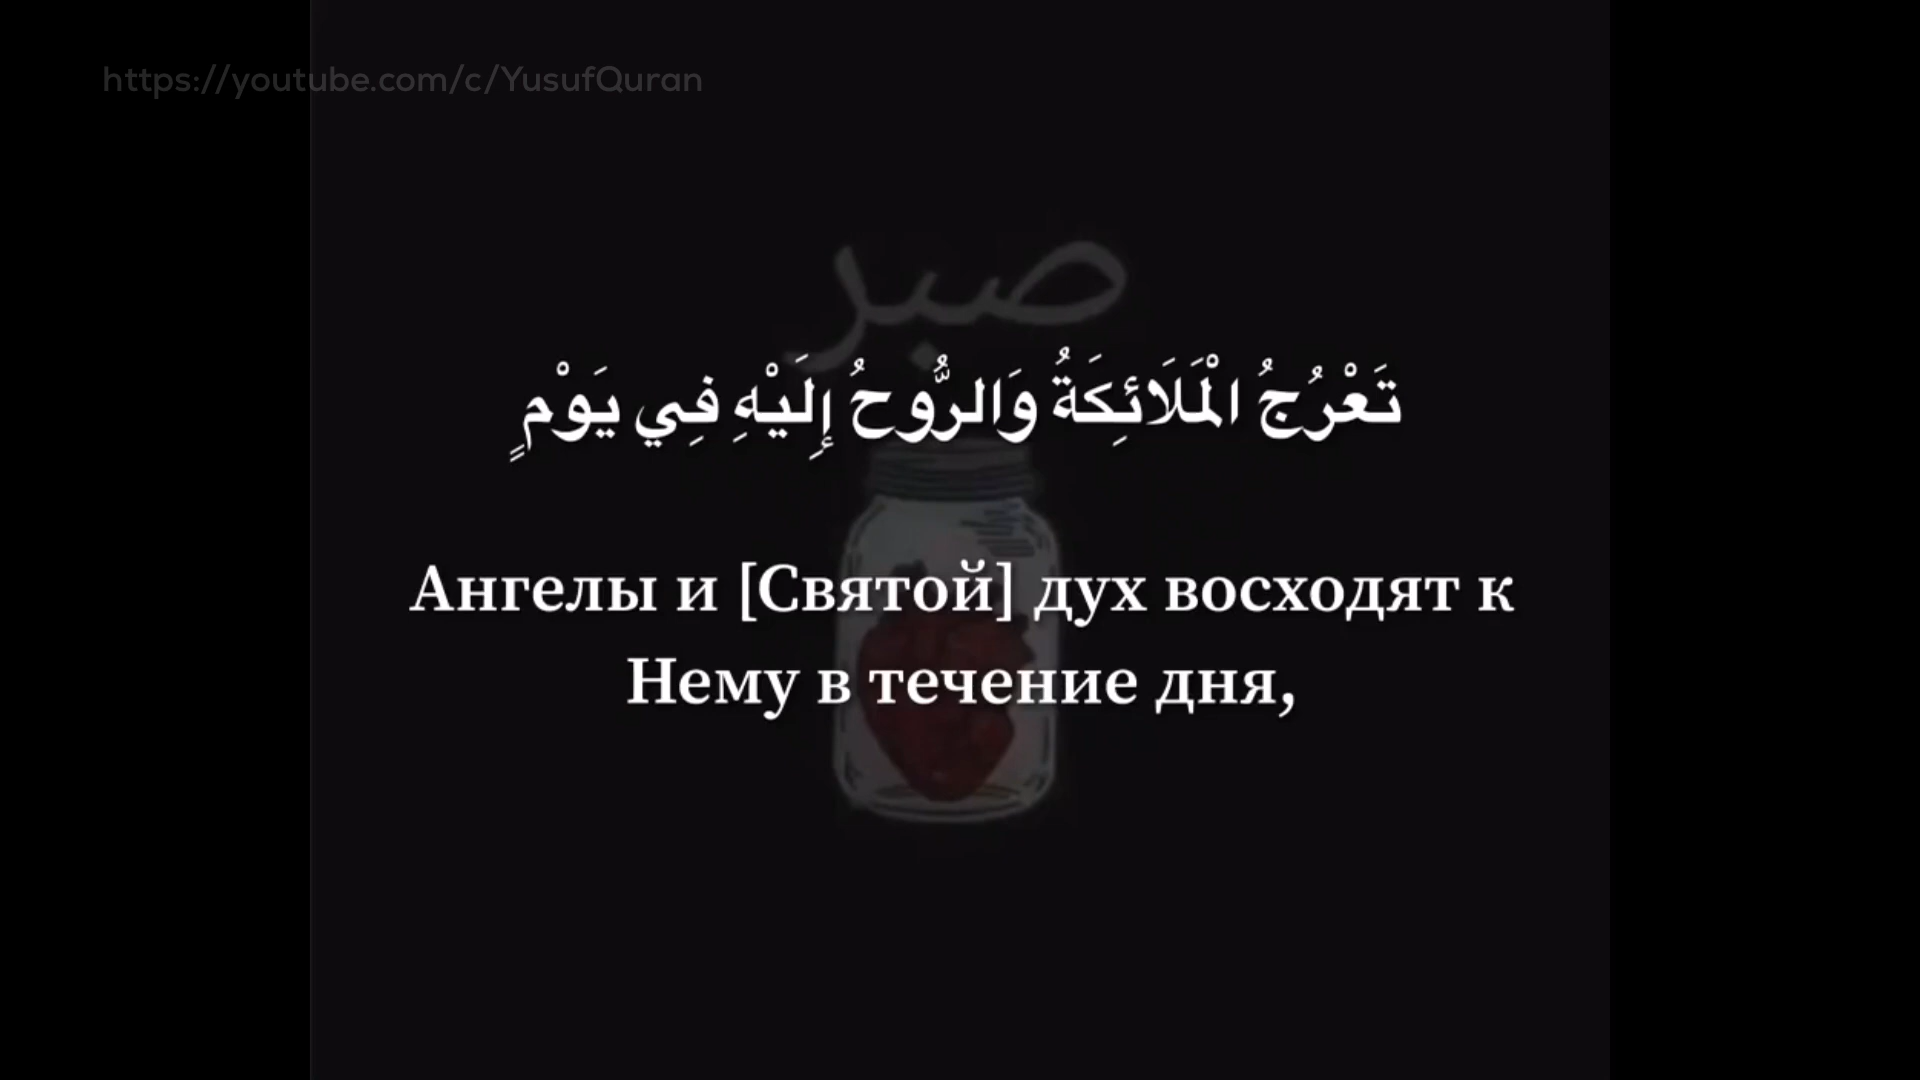 https://youtube.com/c/YusufQuran
صبر
تَعْرُجُ الْمَلَائِكَةُ وَالرُّوحُ إِلَيْهِ فِي يَوْمٍ
Ангелы и [Святой] дух восходят к
Нему в течение дня,